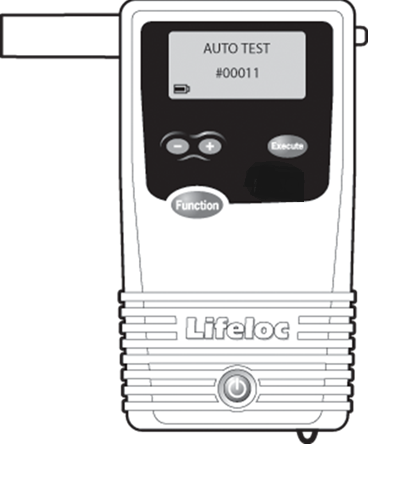 AUTO TEST
#00011
- +
Execute
Function
Lifeloc